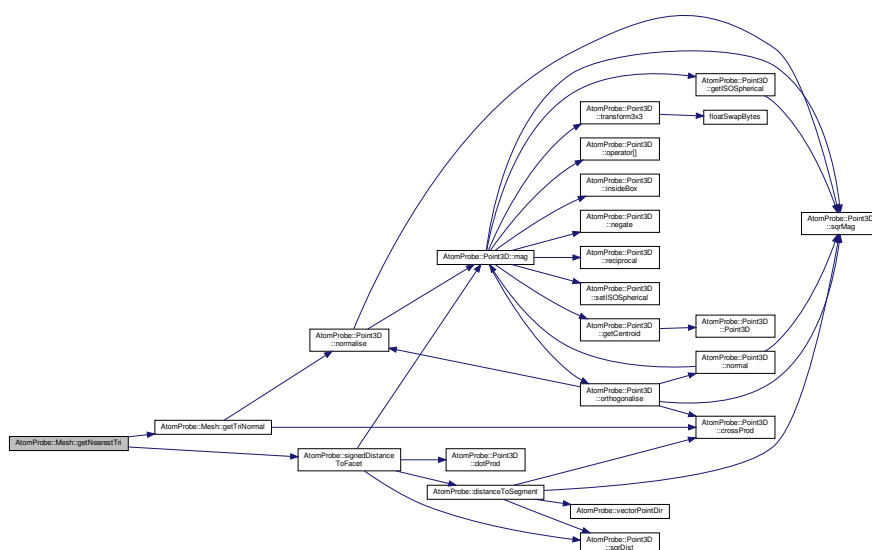 AtomProbe::Mesh::getNearestTri
AtomProbe::Mesh::getTriNormal
AtomProbe::signedDistance
ToFacet
AtomProbe::Point3D
::normalise
AtomProbe::Point3D::mag
AtomProbe::Point3D
::dotProd
AtomProbe::distanceToSegment
AtomProbe::Point3D
::transform3x3
AtomProbe::Point3D
::operator[]
AtomProbe::Point3D
::insideBox
AtomProbe::Point3D
::negate
AtomProbe::Point3D
::reciprocal
AtomProbe::Point3D
::setISOSpherical
AtomProbe::Point3D
::getCentroid
AtomProbe::Point3D
::orthogonalise
AtomProbe::vectorPointDir
AtomProbe::Point3D
::sqrDist
AtomProbe::Point3D
::getISOSpherical
floatSwapBytes
AtomProbe::Point3D
::Point3D
AtomProbe::Point3D
::normal
AtomProbe::Point3D
::crossProd
AtomProbe::Point3D
::sqrMag